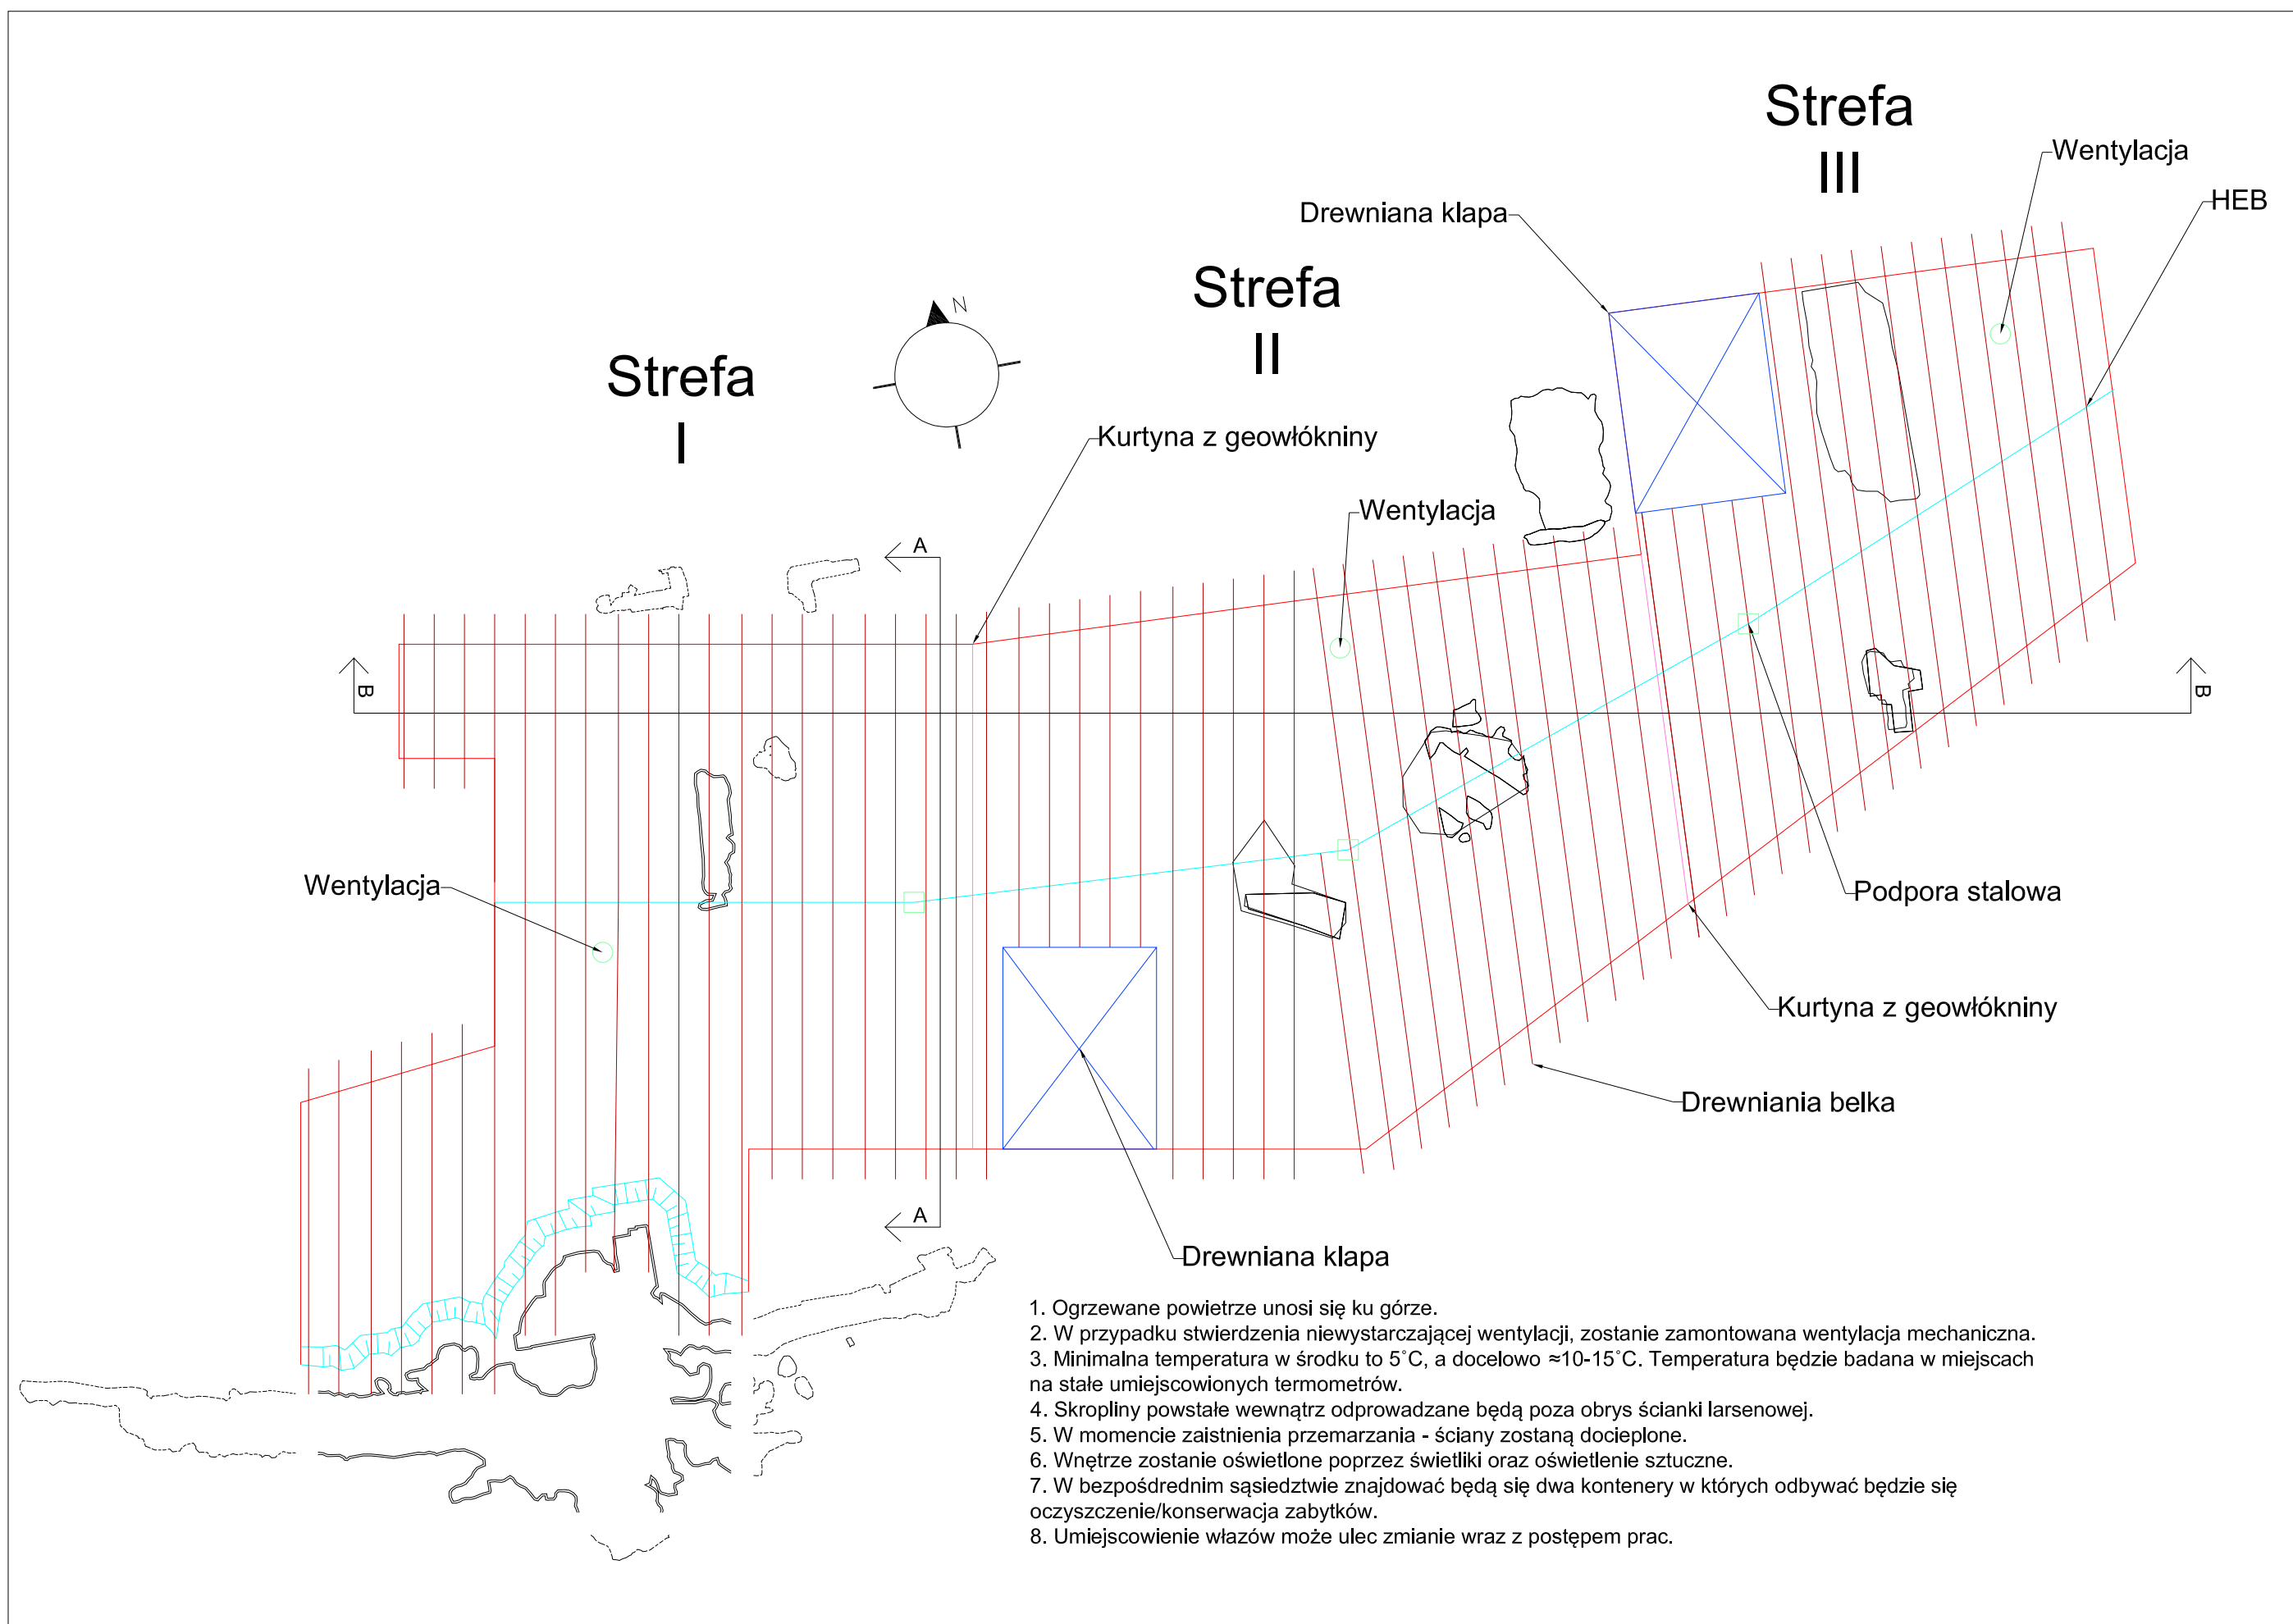 Strefa
III
Wentylacja
HEB
Drewniana klapa
Strefa
II
N
Strefa
I
Kurtyna z geowłókniny
Wentylacja
A
B
B
Wentylacja
Podpora stalowa
Kurtyna z geowłókniny
Drewniania belka
A
Drewniana klapa
1. Ogrzewane powietrze unosi się ku górze.
2. W przypadku stwierdzenia niewystarczającej wentylacji, zostanie zamontowana wentylacja mechaniczna.
3. Minimalna temperatura w środku to 5°C, a docelowo ≈10-15°C. Temperatura będzie badana w miejscach
na stałe umiejscowionych termometrów.
4. Skropliny powstałe wewnątrz odprowadzane będą poza obrys ścianki larsenowej.
5. W momencie zaistnienia przemarzania - ściany zostaną docieplone.
6. Wnętrze zostanie oświetlone poprzez świetliki oraz oświetlenie sztuczne.
7. W bezpośdrednim sąsiedztwie znajdować będą się dwa kontenery w których odbywać będzie się
oczyszczenie/konserwacja zabytków.
8. Umiejscowienie włazów może ulec zmianie wraz z postępem prac.